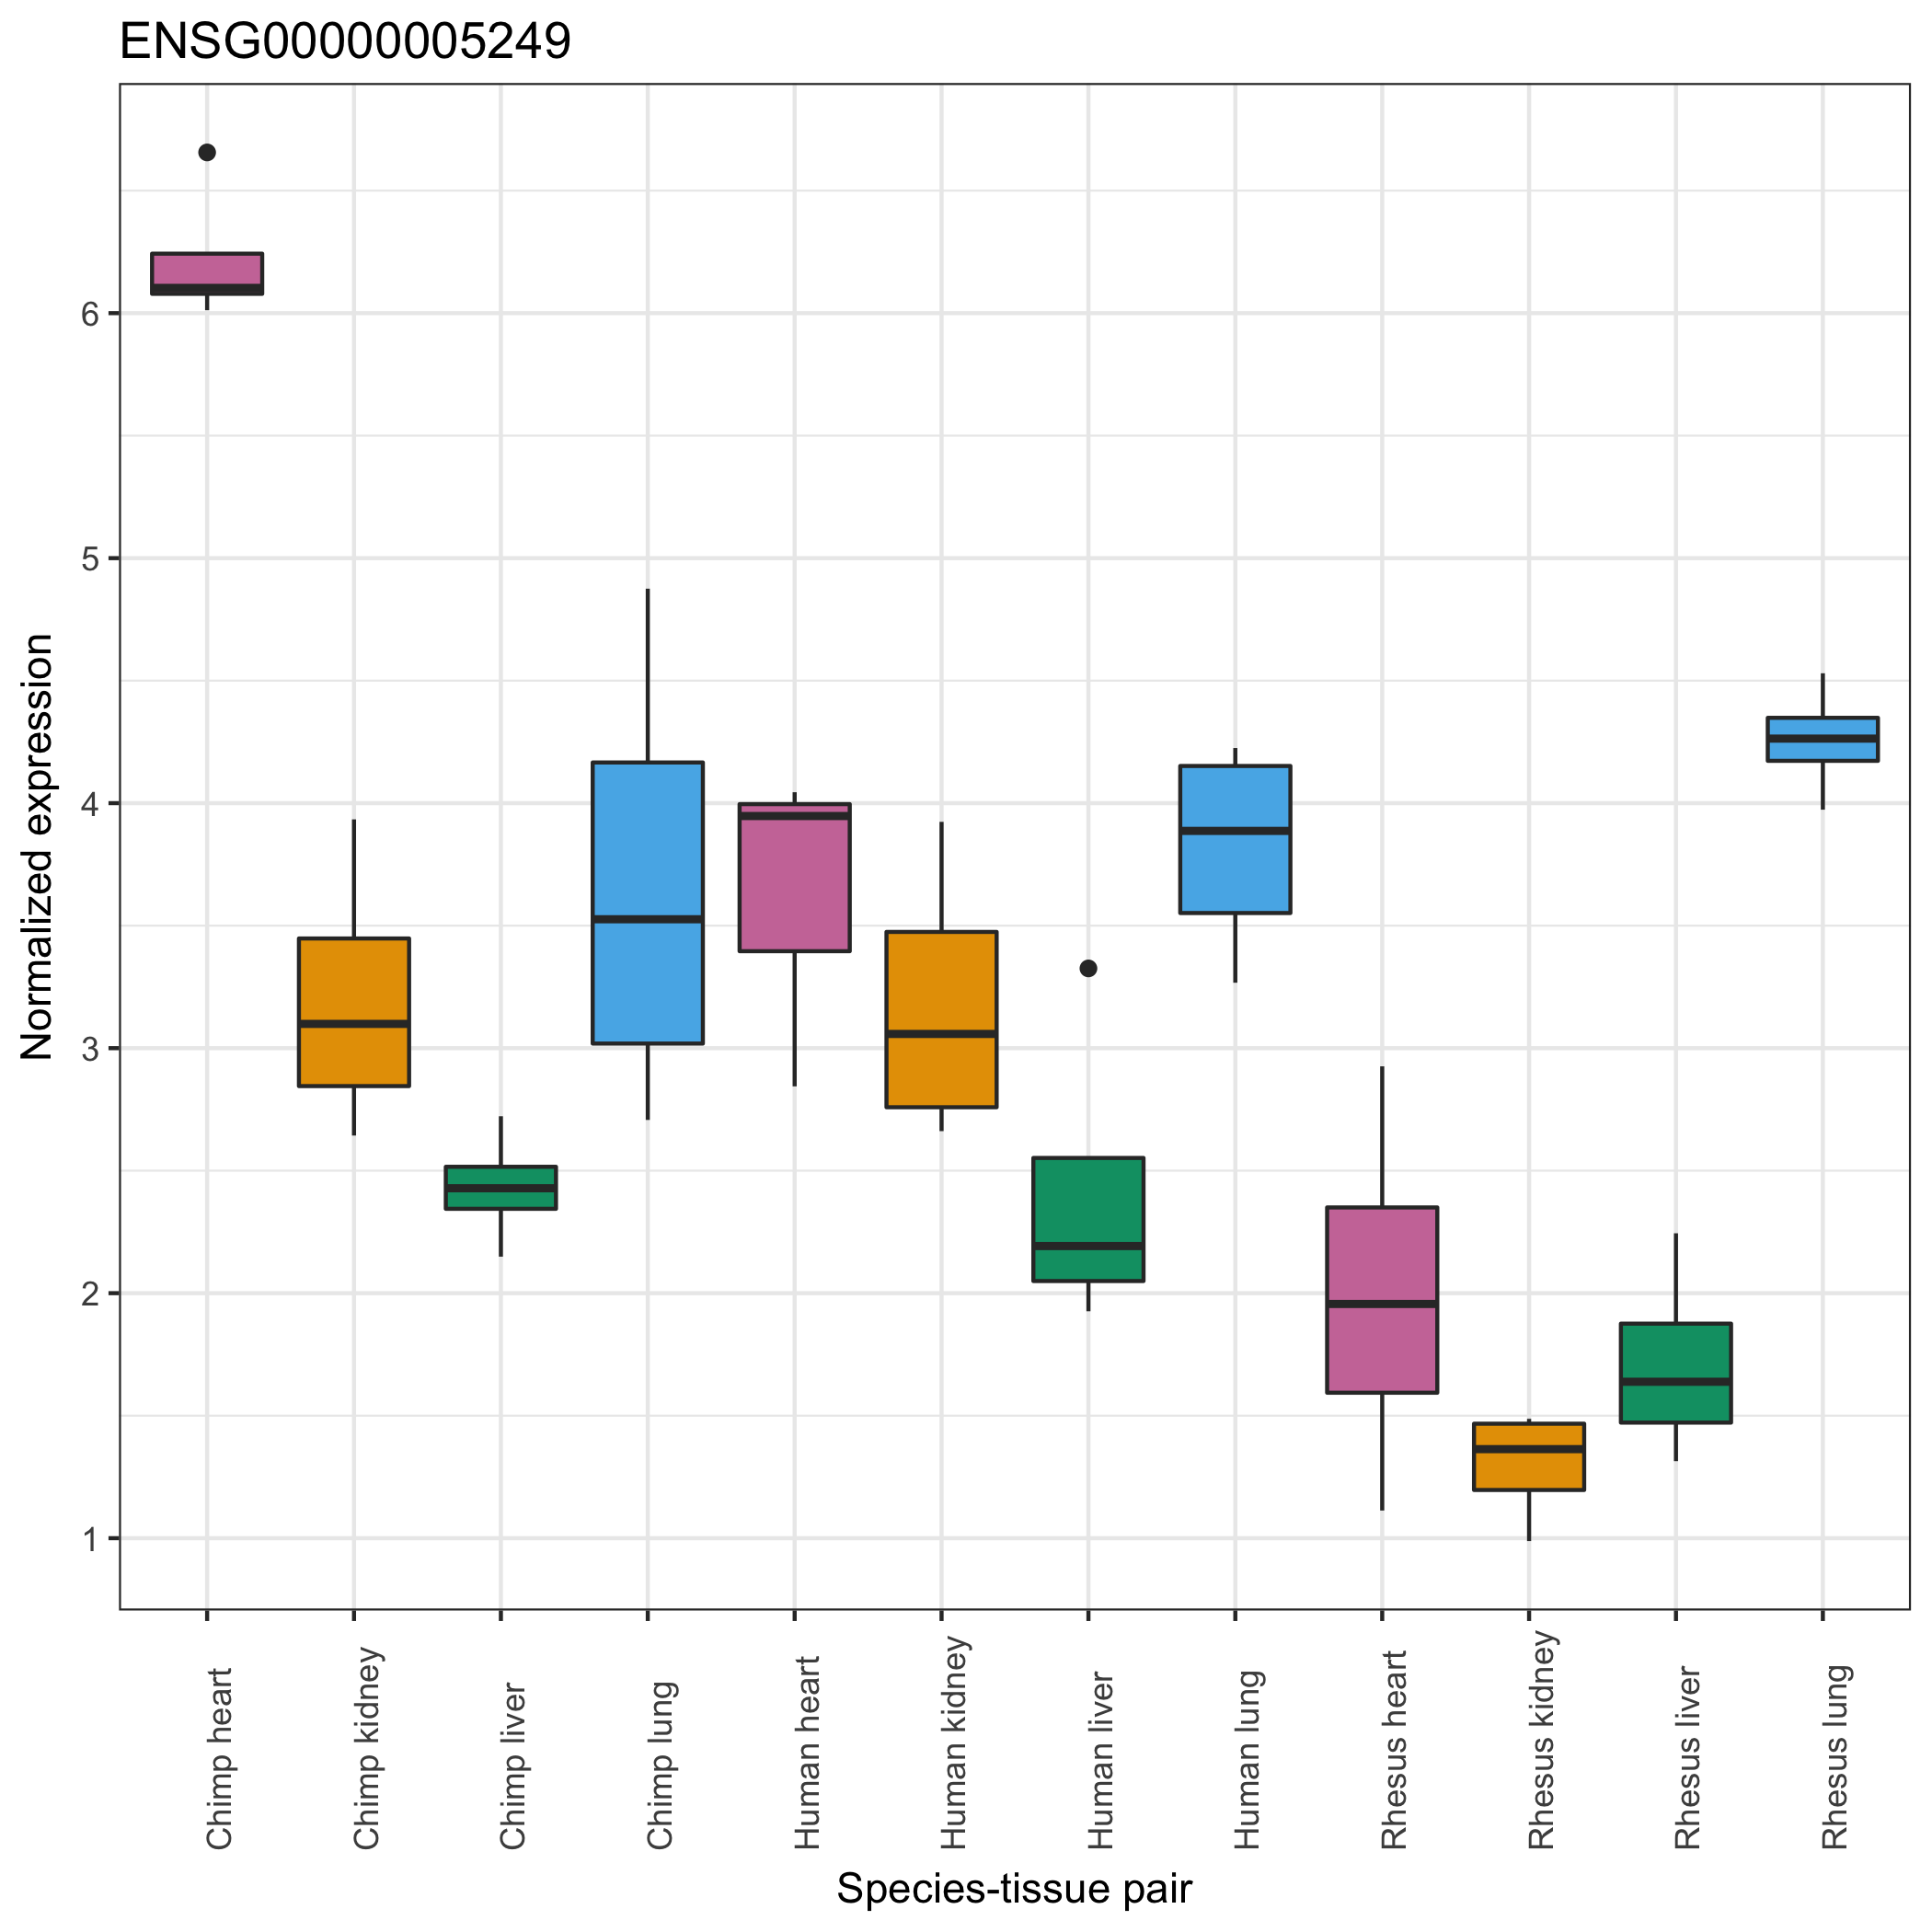 ENSG00000005249
Normalized expression
6
5
4
3
2
1
Chimp heart
Chimp kidney
Chimp liver
Chimp lung
Human heart
Human kidney
Human liver
Human lung
Rhesus heart
Rhesus kidney
Rhesus liver
Rhesus lung
Species-tissue pair